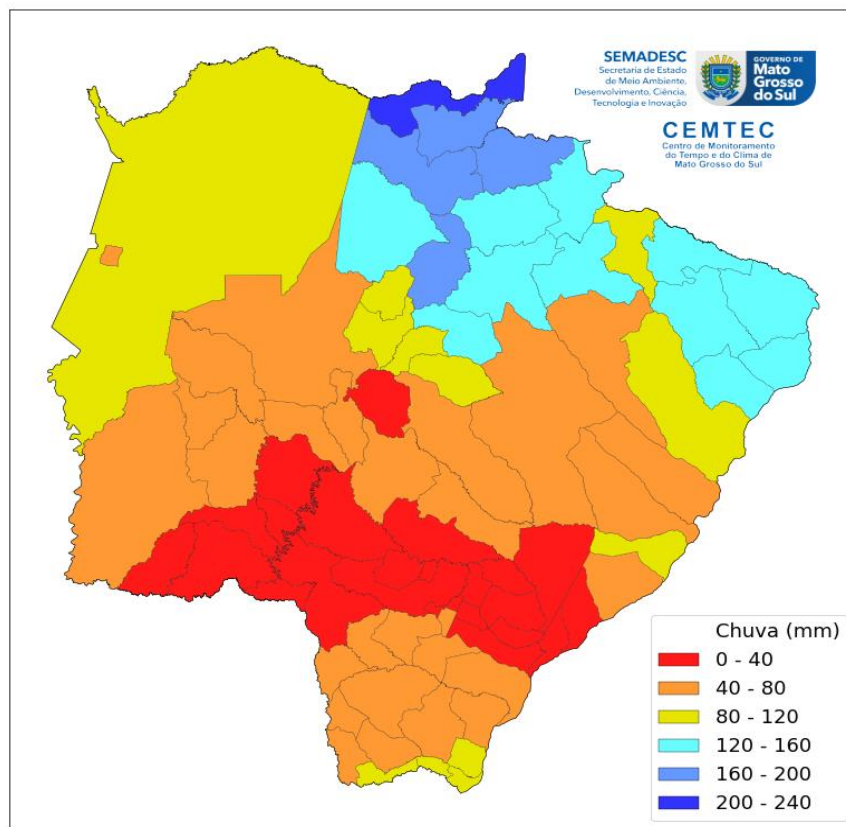 SEMADESC
Secretaria de Estado
de Meio Ambiente,
Desenvolvimento, Ciência,
Tecnologia e Inovação
GOVERNO DE
Mato
Grosso
do Sul
CEMTEC
Centro de Monitoramento
do Tempo e do Clima de
Mato Grosso do Sul
Chuva (mm)
0 - 40
40 - 80
80 - 120
120 - 160
160 - 200
200 - 240